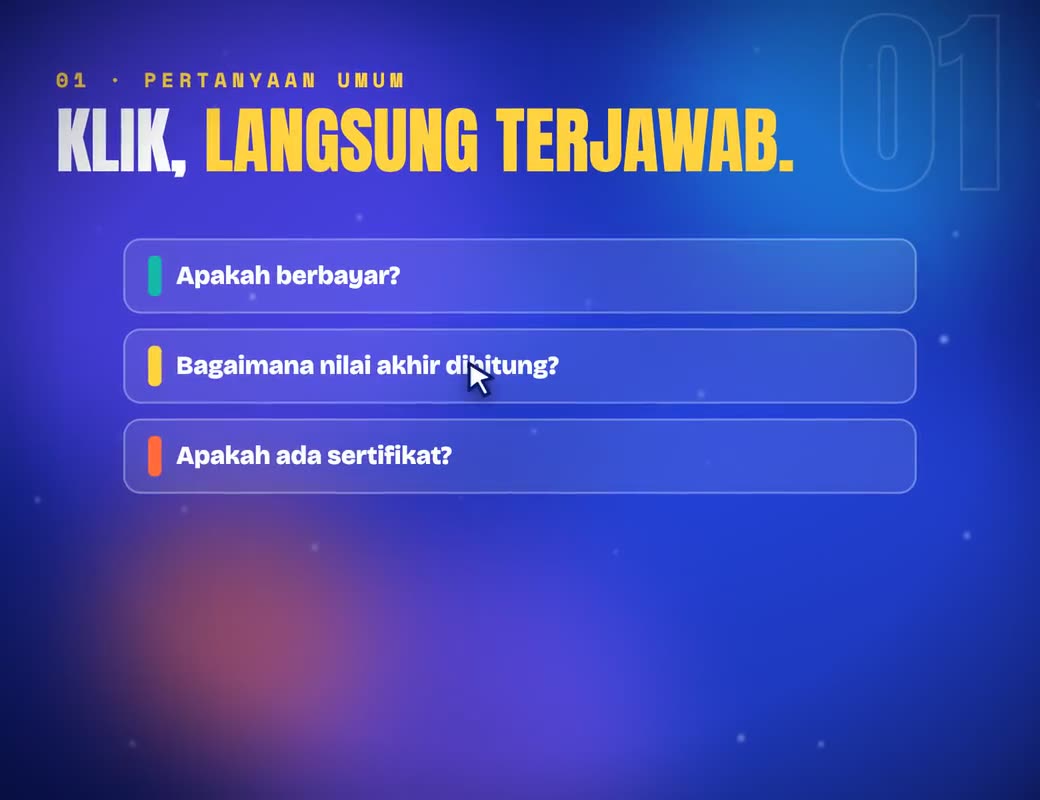 01 · PERTANYAAN UMUM
KLIK, LANGSUNG TERJAWAB.
01
Apakah berbayar?
Bagaimana nilai akhir dihitung?
Apakah ada sertifikat?